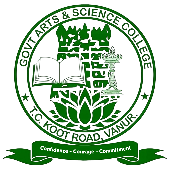 GOVT ARTS & SCIENCE COLLEGE
T.C.KOOT ROAD, VANUR
Confidence - Courage - Commitment